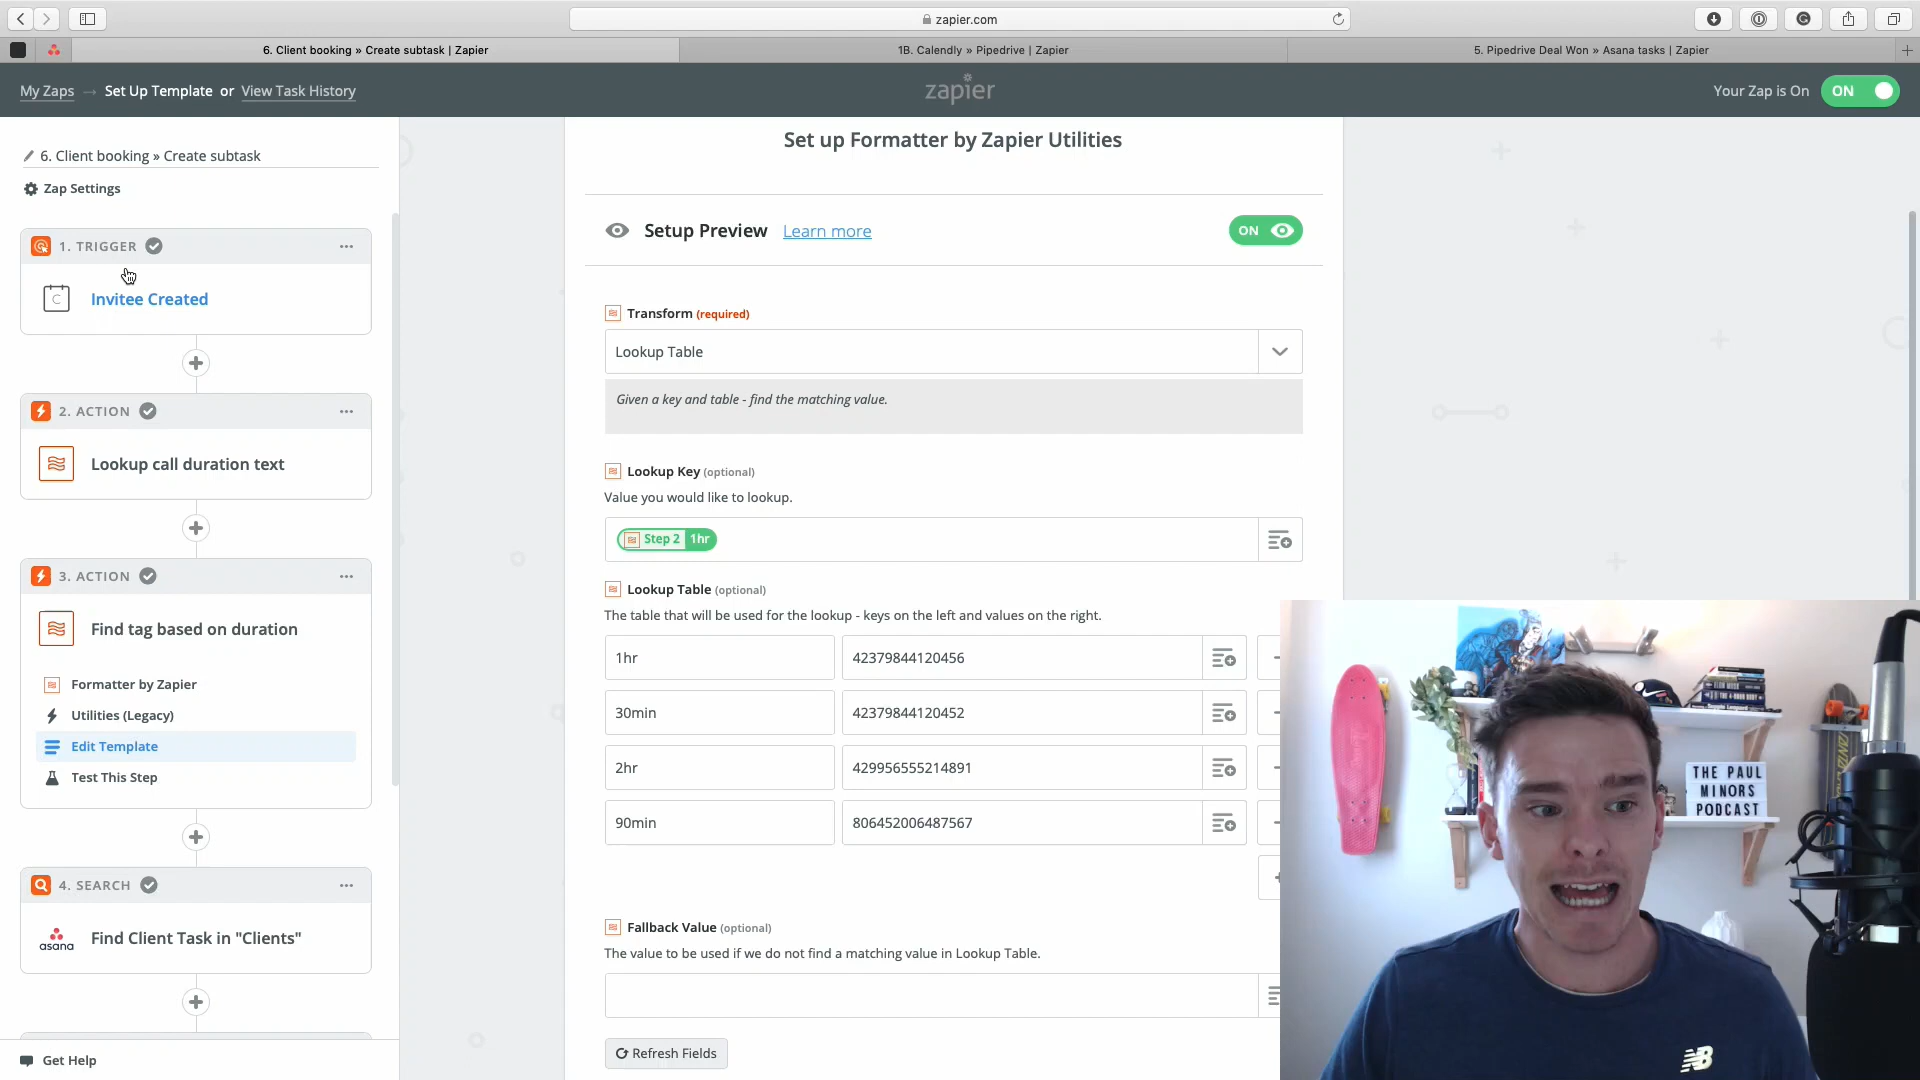 zapier.com
6. Client booking » Create subtask | Zapier
1B. Calendly » Pipedrive | Zapier
5. Pipedrive Deal Won » Asana tasks | Zapier
My Zaps → Set Up Template or View Task History
zapier
Your Zap is On
ON
6. Client booking » Create subtask
Zap Settings
1. TRIGGER
Invitee Created
2. ACTION
Lookup call duration text
3. ACTION
Find tag based on duration
Formatter by Zapier
Utilities (Legacy)
Edit Template
Test This Step
4. SEARCH
asana
Find Client Task in "Clients"
Get Help
Set up Formatter by Zapier Utilities
Setup Preview Learn more
ON
Transform (required)
Lookup Table
Given a key and table - find the matching value.
Lookup Key (optional)
Value you would like to lookup.
Step 2 1hr
Lookup Table (optional)
The table that will be used for the lookup - keys on the left and values on the right.
1hr 42379844120456
30min 42379844120452
2hr 429956555214891
90min 806452006487567
Fallback Value (optional)
The value to be used if we do not find a matching value in Lookup Table.
Refresh Fields
THE PAUL
MINORS
PODCAST
NB